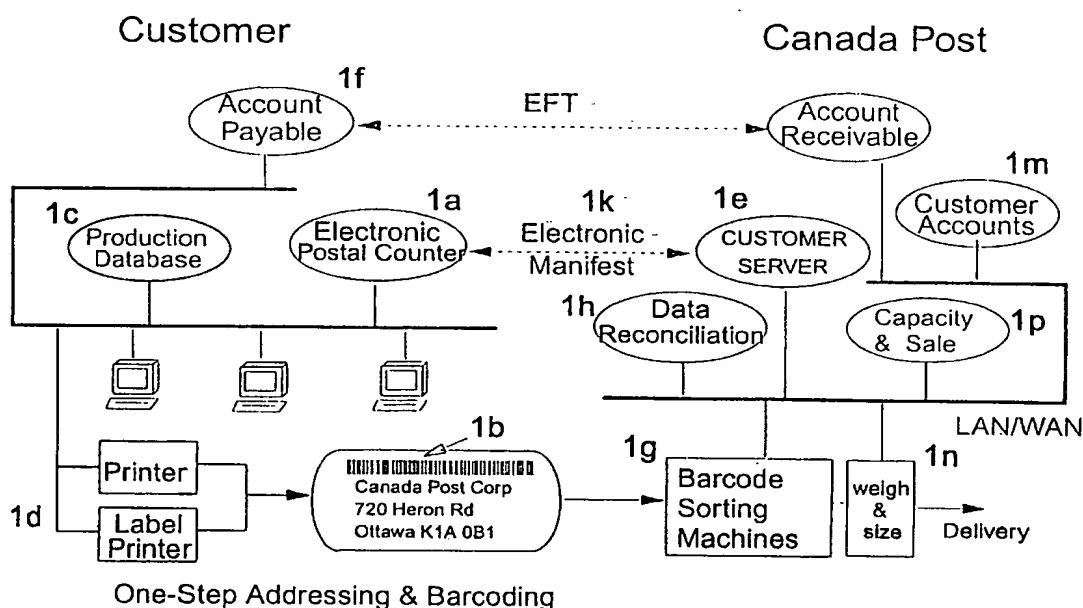 Customer
Canada Post
1f
Account
Payable
EFT
Account
Receivable
1m
Customer
Accounts
1c
Production
Database
1a
Electronic
Postal Counter
1k
Electronic
Manifest
1e
CUSTOMER
SERVER
1h
Data
Reconciliation
Capacity
& Sale
1p
LAN/WAN
1d
Printer
Label
Printer
1b
Canada Post Corp
720 Heron Rd
Ottawa K1A 0B1
1g
Barcode
Sorting
Machines
1n
weigh
&
size
Delivery
One-Step Addressing & Barcoding